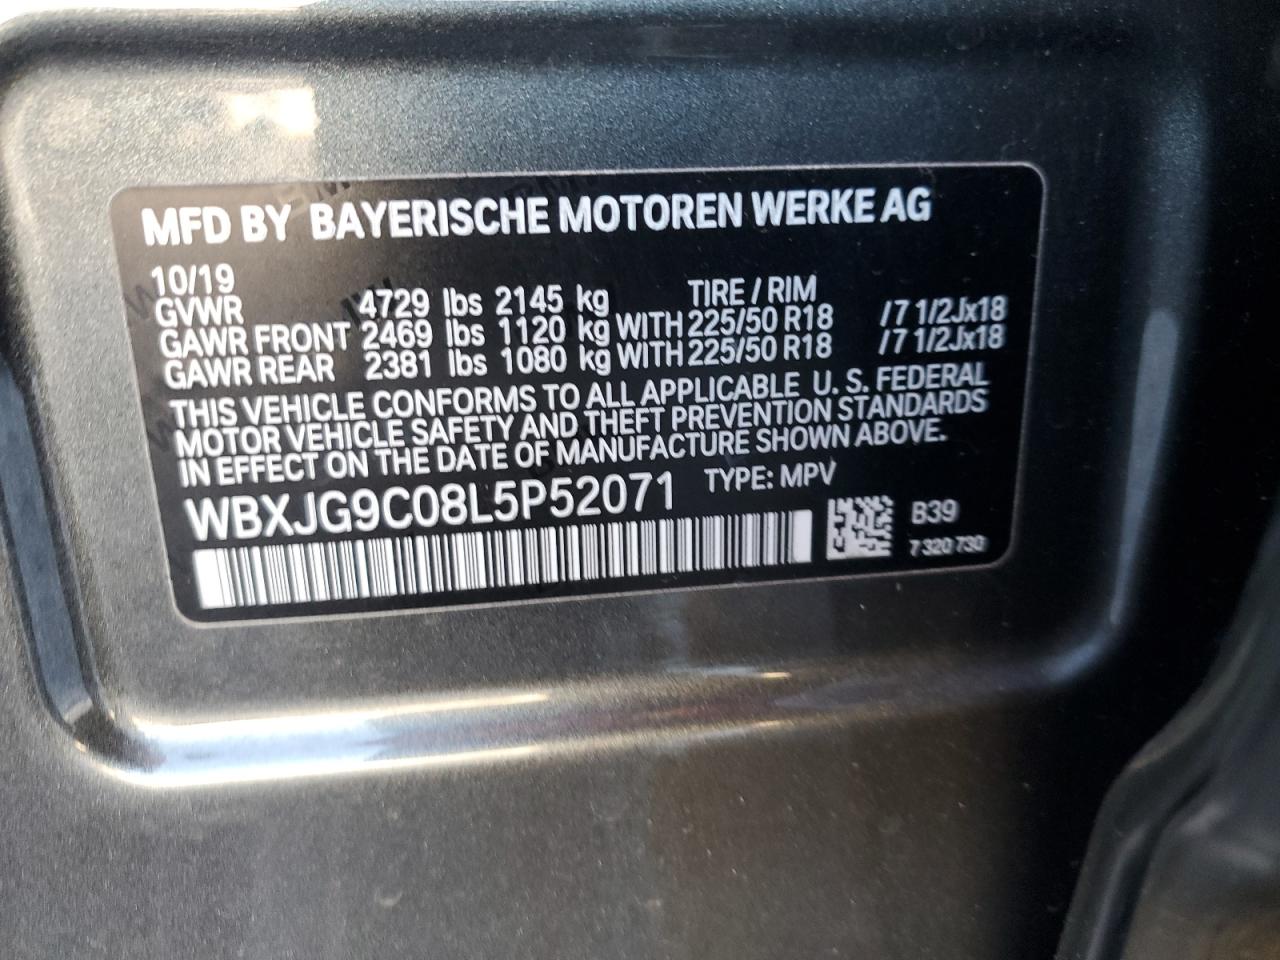 MFD BY BAYERISCHE MOTOREN WERKE AG
10/19
TIRE / RIM
GVWR 4729 lbs 2145 kg
GAWR FRONT 2469 lbs 1120 kg WITH 225/50 R18 /7 1/2Jx18
GAWR REAR 2381 lbs 1080 kg WITH 225/50 R18 /7 1/2Jx18
THIS VEHICLE CONFORMS TO ALL APPLICABLE U. S. FEDERAL
MOTOR VEHICLE SAFETY AND THEFT PREVENTION STANDARDS
IN EFFECT ON THE DATE OF MANUFACTURE SHOWN ABOVE.
WBXJG9C08L5P52071 TYPE: MPV
B39
7 320 730